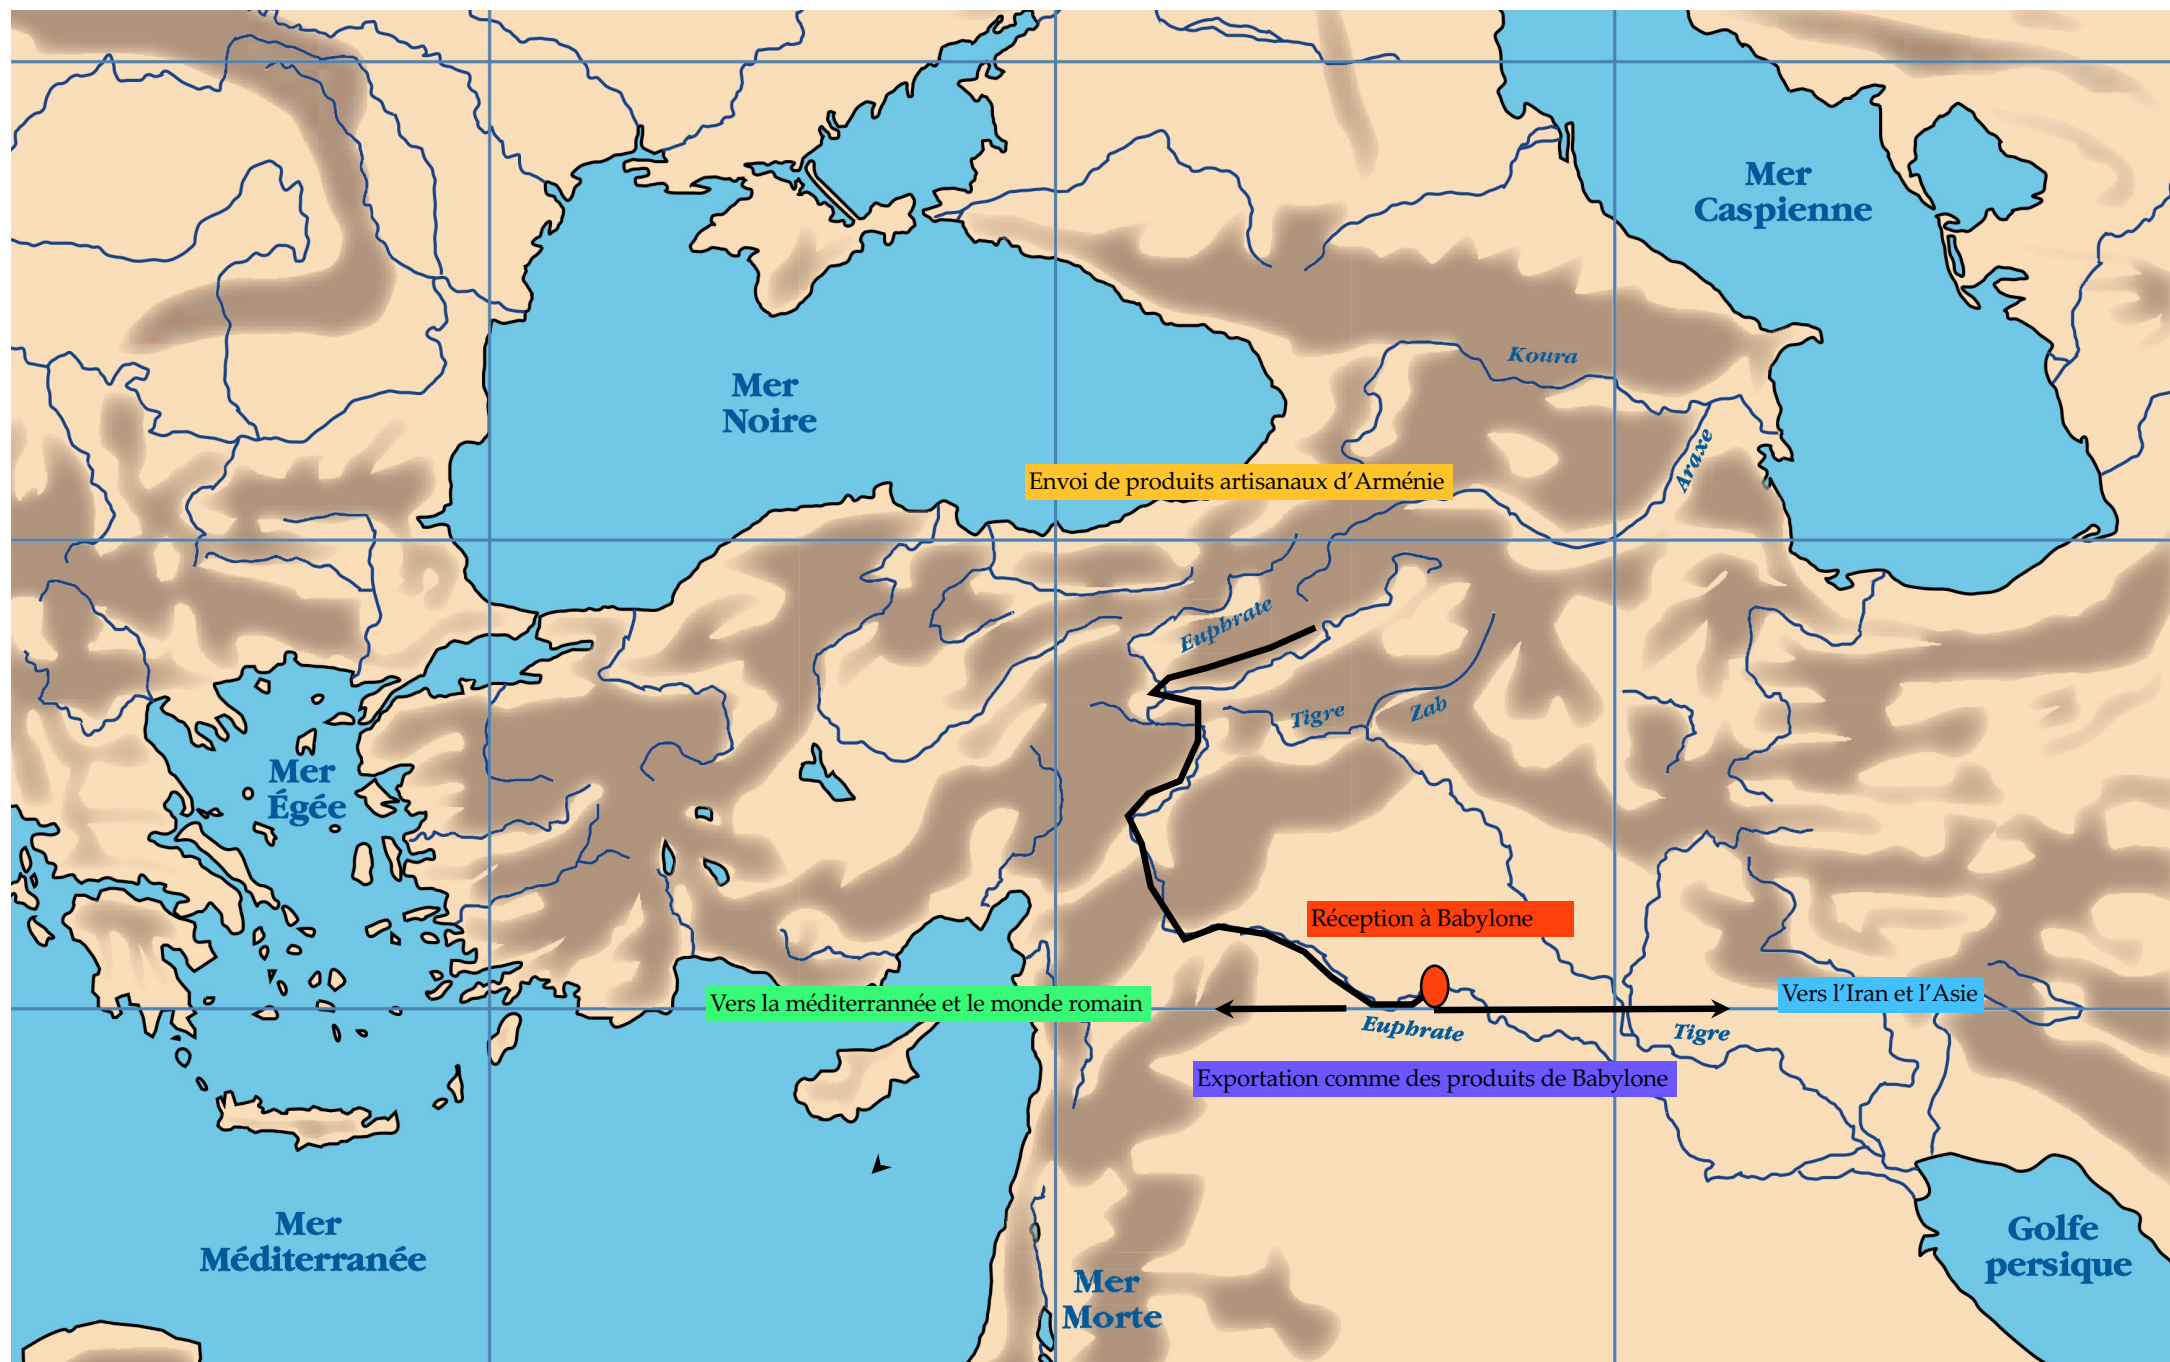 Mer
Caspienne
Koura
Mer
Noire
Araxe
Envoi de produits artisanaux d’Arménie
Euphrate
Tigre
Zab
Mer
Égée
Réception à Babylone
Vers la méditerrannée et le monde romain
Vers l’Iran et l’Asie
Euphrate
Tigre
Exportation comme des produits de Babylone
Mer
Méditerranée
Golfe
persique
Mer
Morte